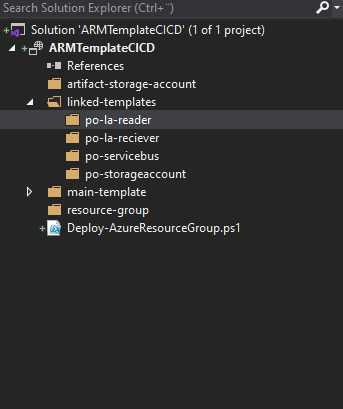 Search Solution Explorer (Ctrl+¨)
Solution 'ARMTemplateCICD' (1 of 1 project)
ARMTemplateCICD
References
artifact-storage-account
linked-templates
po-la-reader
po-la-reciever
po-servicebus
po-storageaccount
main-template
resource-group
Deploy-AzureResourceGroup.ps1